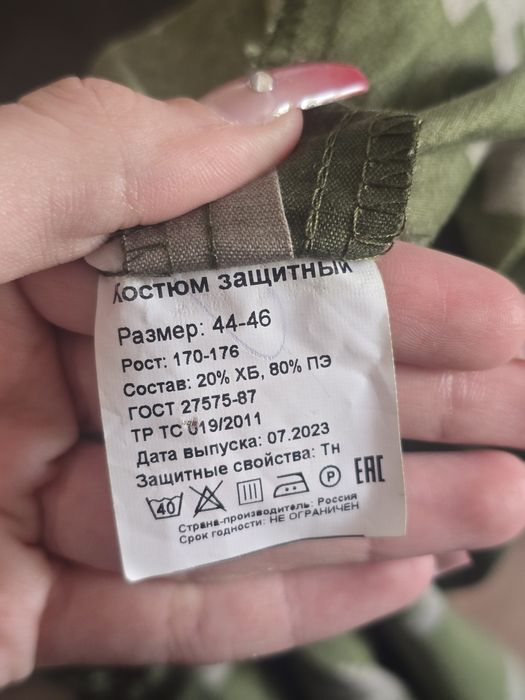 Костюм защитный
Размер: 44-46
Рост: 170-176
Состав: 20% ХБ, 80% ПЭ
ГОСТ 27575-87
ТР ТС 019/2011
Дата выпуска: 07.2023
Защитные свойства: Тн
40 P ЕАС
Страна-производитель: Россия
Срок годности: НЕ ОГРАНИЧЕН